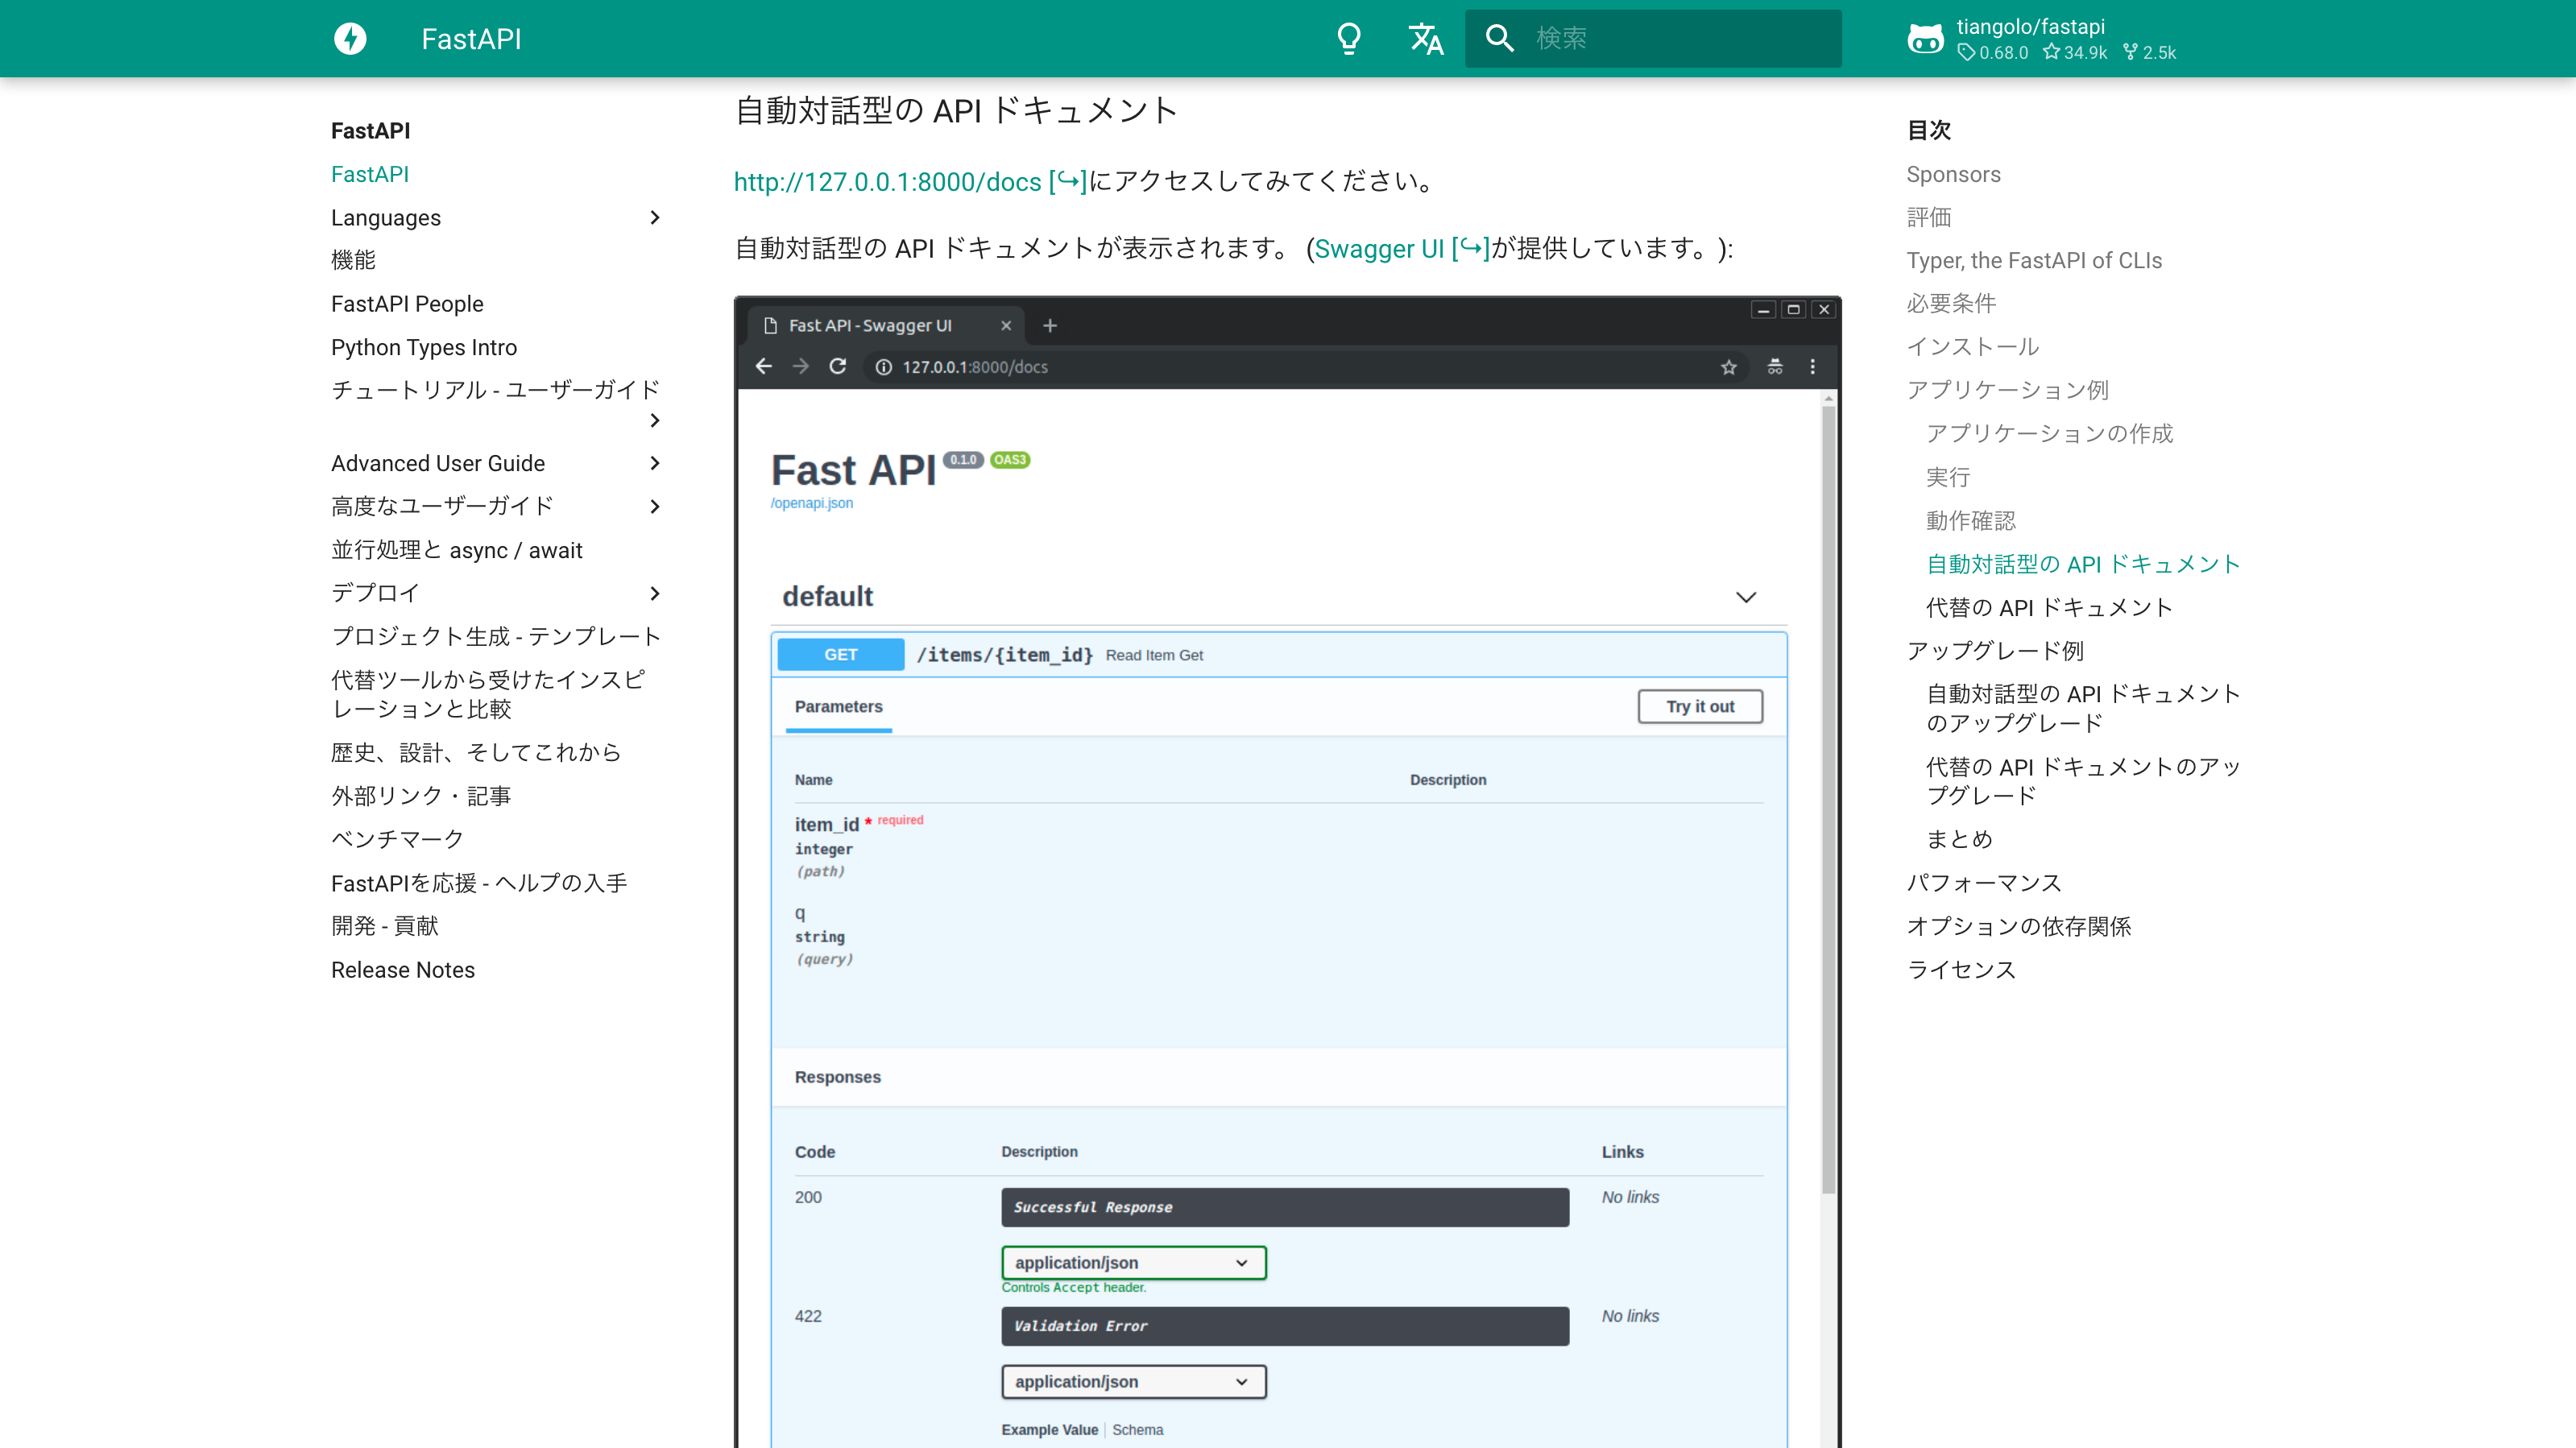 FastAPI
検索
tiangolo/fastapi
0.68.0 34.9k 2.5k
FastAPI
FastAPI
Languages
機能
FastAPI People
Python Types Intro
チュートリアル - ユーザーガイド
Advanced User Guide
高度なユーザーガイド
並行処理と async / await
デプロイ
プロジェクト生成 - テンプレート
代替ツールから受けたインスピ
レーションと比較
歴史、設計、そしてこれから
外部リンク・記事
ベンチマーク
FastAPIを応援 - ヘルプの入手
開発 - 貢献
Release Notes
自動対話型の API ドキュメント
http://127.0.0.1:8000/docs [↪]にアクセスしてみてください。
自動対話型の API ドキュメントが表示されます。 (Swagger UI [↪]が提供しています。):
Fast API - Swagger UI
127.0.0.1:8000/docs
Fast API 0.1.0 OAS3
/openapi.json
default
GET /items/{item_id} Read Item Get
Parameters Try it out
Name Description
item_id * required
integer
(path)
q
string
(query)
Responses
Code Description Links
200 Successful Response No links
application/json
Controls Accept header.
422 Validation Error No links
application/json
Example Value Schema
目次
Sponsors
評価
Typer, the FastAPI of CLIs
必要条件
インストール
アプリケーション例
アプリケーションの作成
実行
動作確認
自動対話型の API ドキュメント
代替の API ドキュメント
アップグレード例
自動対話型の API ドキュメント
のアップグレード
代替の API ドキュメントのアッ
プグレード
まとめ
パフォーマンス
オプションの依存関係
ライセンス